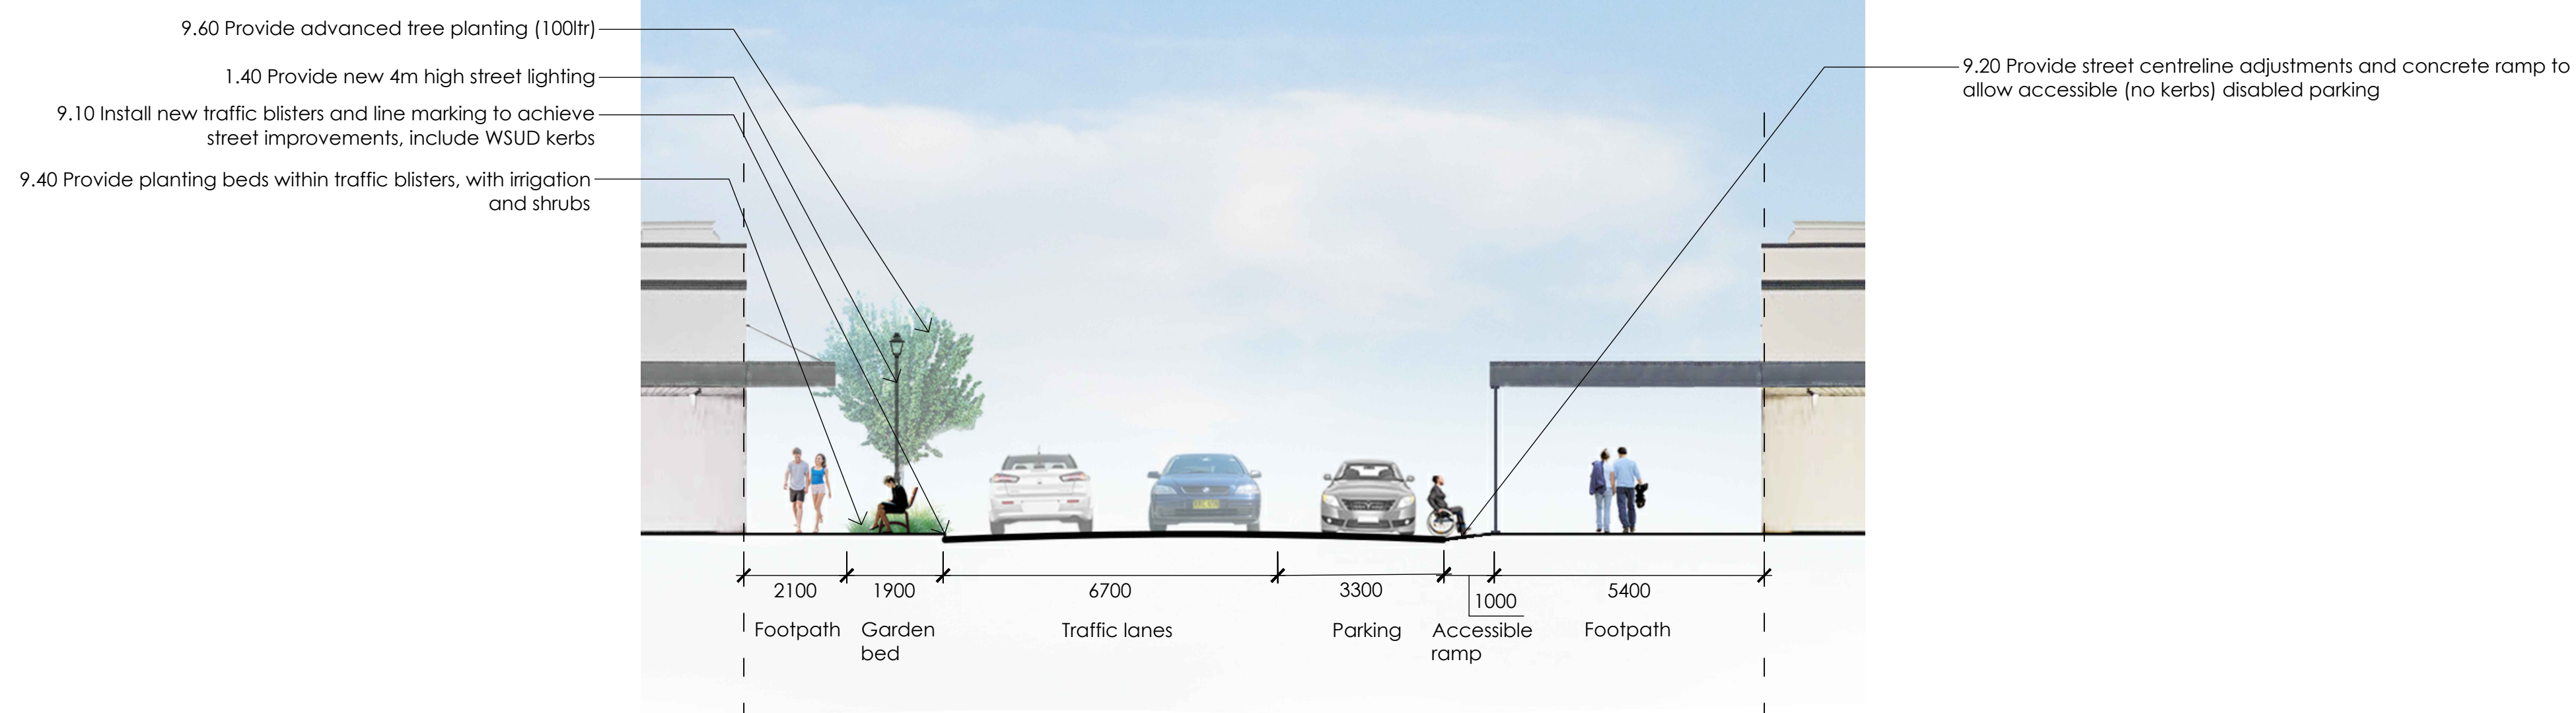 9.60 Provide advanced tree planting (100ltr)
1.40 Provide new 4m high street lighting
9.10 Install new traffic blisters and line marking to achieve
street improvements, include WSUD kerbs
9.40 Provide planting beds within traffic blisters, with irrigation
and shrubs
9.20 Provide street centreline adjustments and concrete ramp to
allow accessible (no kerbs) disabled parking
2100
1900
6700
3300
1000
5400
Footpath
Garden
bed
Traffic lanes
Parking
Accessible
ramp
Footpath